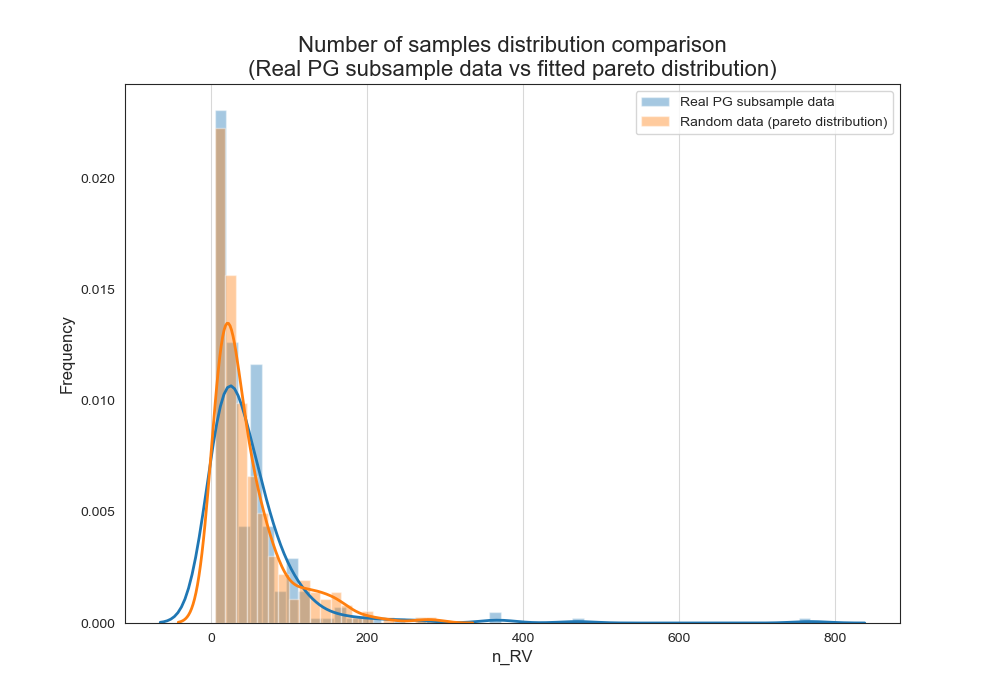 Number of samples distribution comparison
(Real PG subsample data vs fitted pareto distribution)
Real PG subsample data
Random data (pareto distribution)
0.020
0.015
0.010
0.005
0.000
Frequency
0 200 400 600 800
n_RV